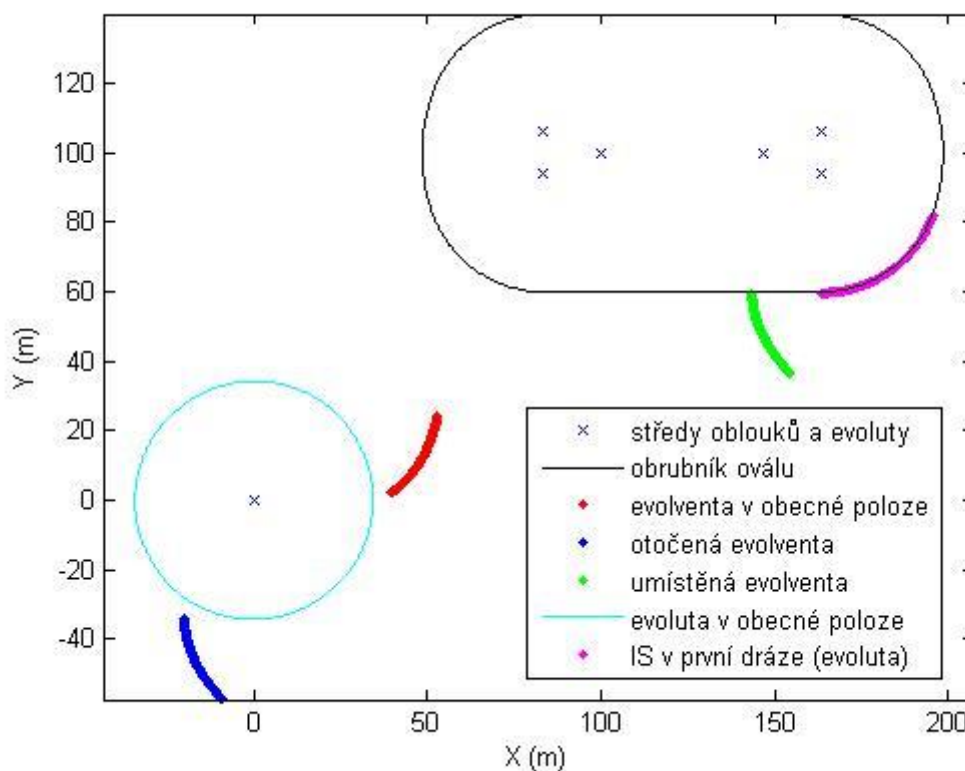 120
100
80
60
40
20
0
-20
-40
Y (m)
0
50
100
150
200
X (m)
středy oblouků a evoluty
obrubník oválu
evolventa v obecné poloze
otočená evolventa
umístěná evolventa
evoluta v obecné poloze
IS v první dráze (evoluta)